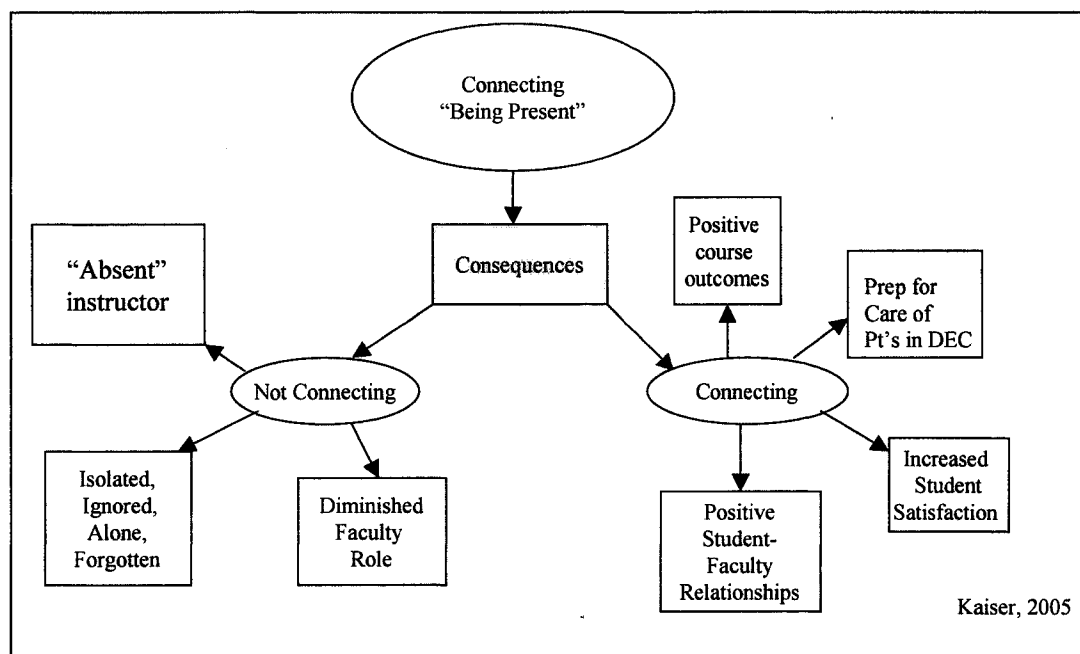 Connecting
“Being Present”
Consequences
“Absent”
instructor
Positive
course
outcomes
Prep for
Care of
Pt's in DEC
Not Connecting
Connecting
Isolated,
Ignored,
Alone,
Forgotten
Diminished
Faculty
Role
Positive
Student-
Faculty
Relationships
Increased
Student
Satisfaction
Kaiser, 2005